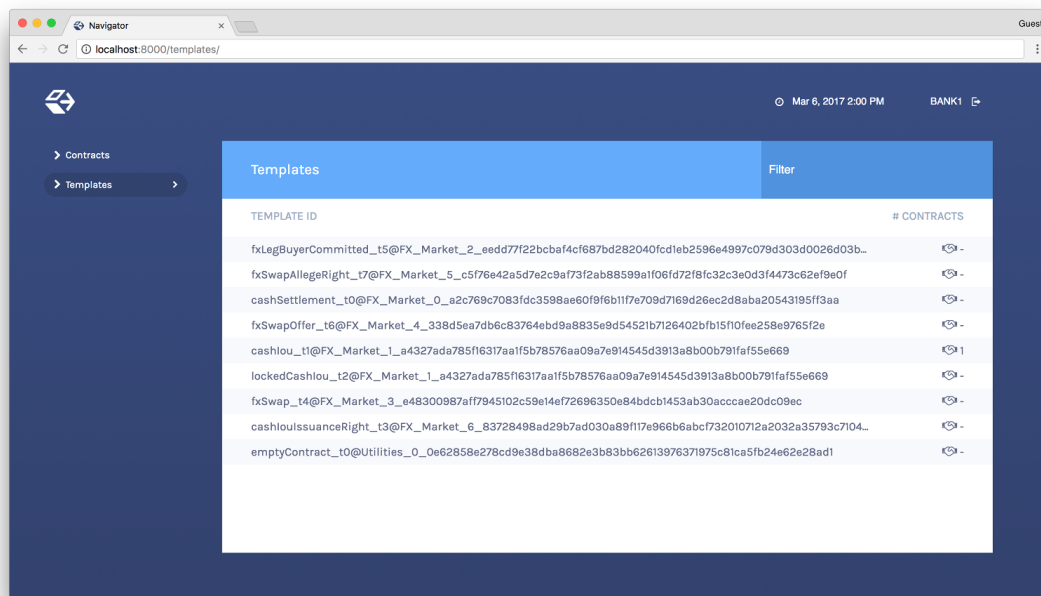 Navigator
Guest
localhost:8000/templates/
Mar 6, 2017 2:00 PM
BANK1
Contracts
Templates
Templates
Filter
TEMPLATE ID
# CONTRACTS
fxLegBuyerCommitted_t5@FX_Market_2_eedd77f22bcbaf4cf687bd282040fcd1eb2596e4997c079d303d0026d03b... -
fxSwapAllegeRight_t7@FX_Market_5_c5f76e42a5d7e2c9af73f2ab88599a1f06fd72f8fc32c3e0d3f4473c62ef9e0f -
cashSettlement_t0@FX_Market_0_a2c769c7083fdc3598ae60f9f6b11f7e709d7169d26ec2d8aba20543195ff3aa -
fxSwapOffer_t6@FX_Market_4_338d5ea7db6c83764ebd9a8835e9d54521b7126402bfb15f10fee258e9765f2e -
cashIou_t1@FX_Market_1_a4327ada785f16317aa1f5b78576aa09a7e914545d3913a8b00b791faf55e669 1
lockedCashIou_t2@FX_Market_1_a4327ada785f16317aa1f5b78576aa09a7e914545d3913a8b00b791faf55e669 -
fxSwap_t4@FX_Market_3_e48300987aff7945102c59e14ef72696350e84bdcb1453ab30acccae20dc09ec -
cashIouIssuanceRight_t3@FX_Market_6_83728498ad29b7ad030a89f117e966b6abcf732010712a2032a35793c7104... -
emptyContract_t0@Utilities_0_0e62858e278cd9e38dba8682e3b83bb62613976371975c81ca5fb24e62e28ad1 -